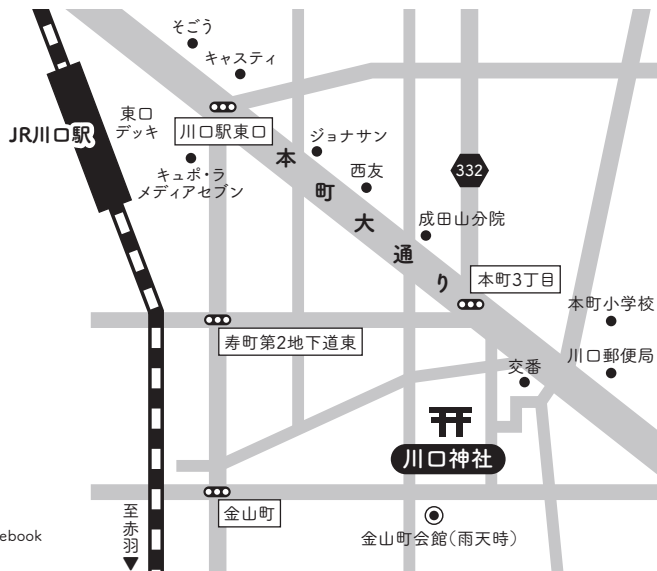 そごう
キャスティ
東口
デッキ
JR川口駅
川口駅東口
ジョナサン
本町大通り
キュポ・ラ
メディアセブン
西友
332
成田山分院
本町3丁目
本町小学校
寿町第2地下道東
川口郵便局
交番
川口神社
金山町
至赤羽
ebook
金山町会館(雨天時)